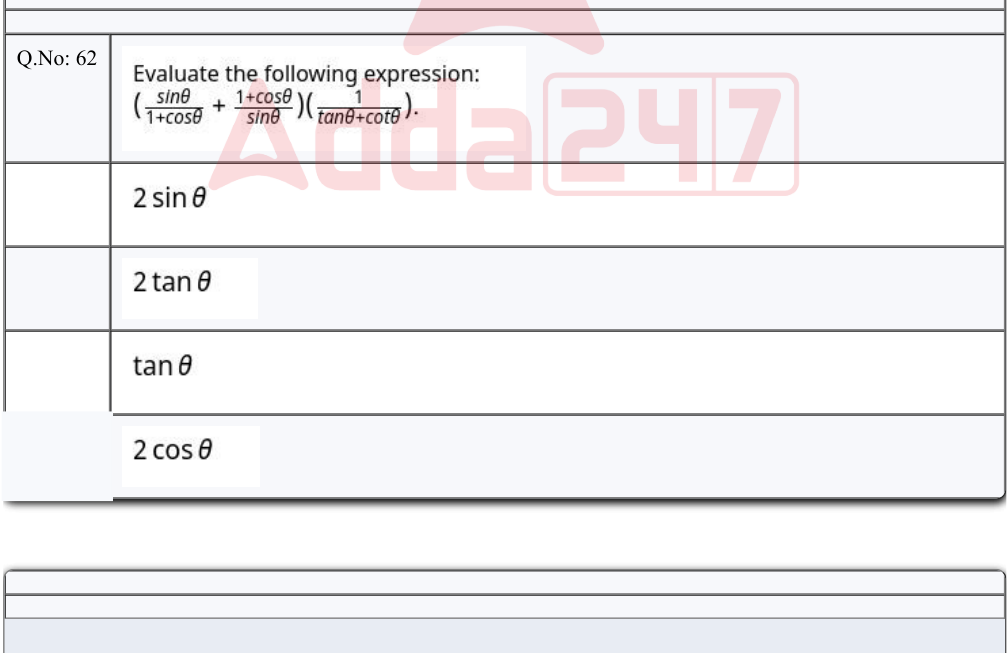 Q.No: 62
Evaluate the following expression:
(sinθ/1+cosθ + 1+cosθ/sinθ)(1/tanθ+cotθ).
Adda247
2 sin θ
2 tan θ
tan θ
2 cos θ